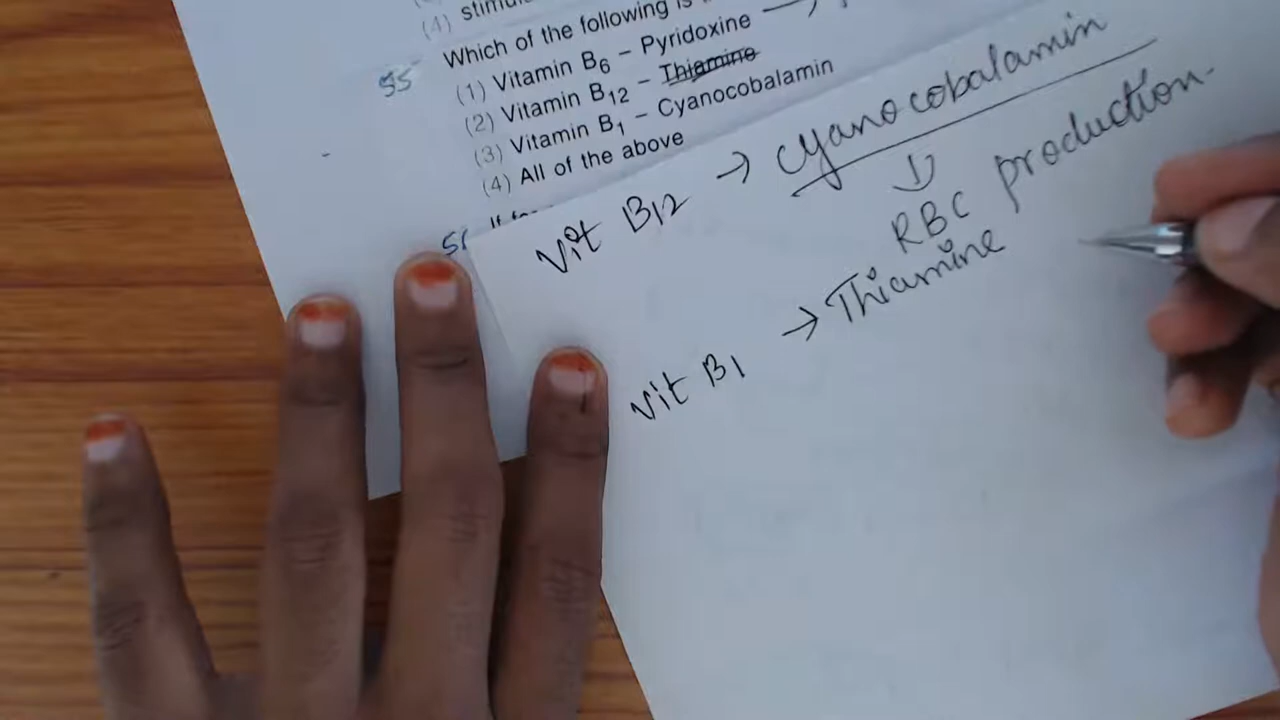 (4)
55 Which of the following is
(1) Vitamin B6 – Pyridoxine →
(2) Vitamin B12 – Thiamine
(3) Vitamin B1 – Cyanocobalamin
(4) All of the above
Vit B12 → Cyanocobalamin
⇓
RBC production.
Vit B1 → Thiamine